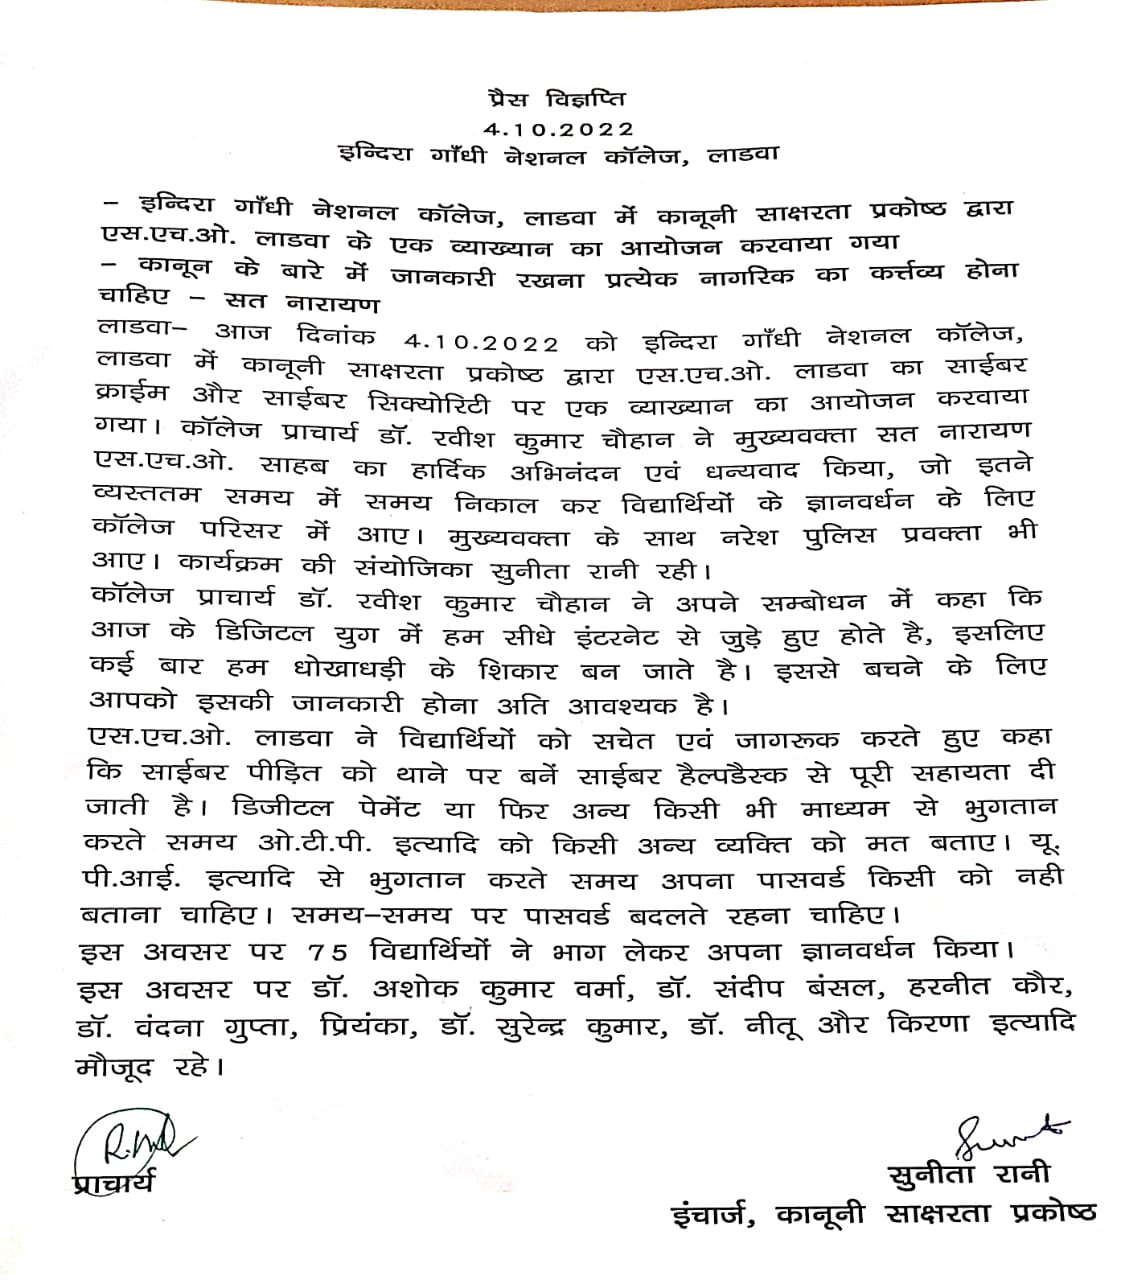 प्रैस विज्ञप्ति
4.10.2022
इन्दिरा गाँधी नेशनल कॉलेज, लाडवा
– इन्दिरा गाँधी नेशनल कॉलेज, लाडवा में कानूनी साक्षरता प्रकोष्ठ द्वारा
एस.एच.ओ. लाडवा के एक व्याख्यान का आयोजन करवाया गया
– कानून के बारे में जानकारी रखना प्रत्येक नागरिक का कर्त्तव्य होना
चाहिए – सत नारायण
लाडवा– आज दिनांक 4.10.2022 को इन्दिरा गाँधी नेशनल कॉलेज,
लाडवा में कानूनी साक्षरता प्रकोष्ठ द्वारा एस.एच.ओ. लाडवा का साईबर
क्राईम और साईबर सिक्योरिटी पर एक व्याख्यान का आयोजन करवाया
गया। कॉलेज प्राचार्य डॉ. रवीश कुमार चौहान ने मुख्यवक्ता सत नारायण
एस.एच.ओ. साहब का हार्दिक अभिनंदन एवं धन्यवाद किया, जो इतने
व्यस्ततम समय में समय निकाल कर विद्यार्थियों के ज्ञानवर्धन के लिए
कॉलेज परिसर में आए। मुख्यवक्ता के साथ नरेश पुलिस प्रवक्ता भी
आए। कार्यक्रम की संयोजिका सुनीता रानी रही।
कॉलेज प्राचार्य डॉ. रवीश कुमार चौहान ने अपने सम्बोधन में कहा कि
आज के डिजिटल युग में हम सीधे इंटरनेट से जुड़े हुए होते है, इसलिए
कई बार हम धोखाधड़ी के शिकार बन जाते है। इससे बचने के लिए
आपको इसकी जानकारी होना अति आवश्यक है।
एस.एच.ओ. लाडवा ने विद्यार्थियों को सचेत एवं जागरूक करते हुए कहा
कि साईबर पीड़ित को थाने पर बनें साईबर हैल्पडैस्क से पूरी सहायता दी
जाती है। डिजीटल पेमेंट या फिर अन्य किसी भी माध्यम से भुगतान
करते समय ओ.टी.पी. इत्यादि को किसी अन्य व्यक्ति को मत बताए। यू.
पी.आई. इत्यादि से भुगतान करते समय अपना पासवर्ड किसी को नही
बताना चाहिए। समय–समय पर पासवर्ड बदलते रहना चाहिए।
इस अवसर पर 75 विद्यार्थियों ने भाग लेकर अपना ज्ञानवर्धन किया।
इस अवसर पर डॉ. अशोक कुमार वर्मा, डॉ. संदीप बंसल, हरनीत कौर,
डॉ. वंदना गुप्ता, प्रियंका, डॉ. सुरेन्द्र कुमार, डॉ. नीतू और किरणा इत्यादि
मौजूद रहे।
प्राचार्य
सुनीता रानी
इंचार्ज, कानूनी साक्षरता प्रकोष्ठ